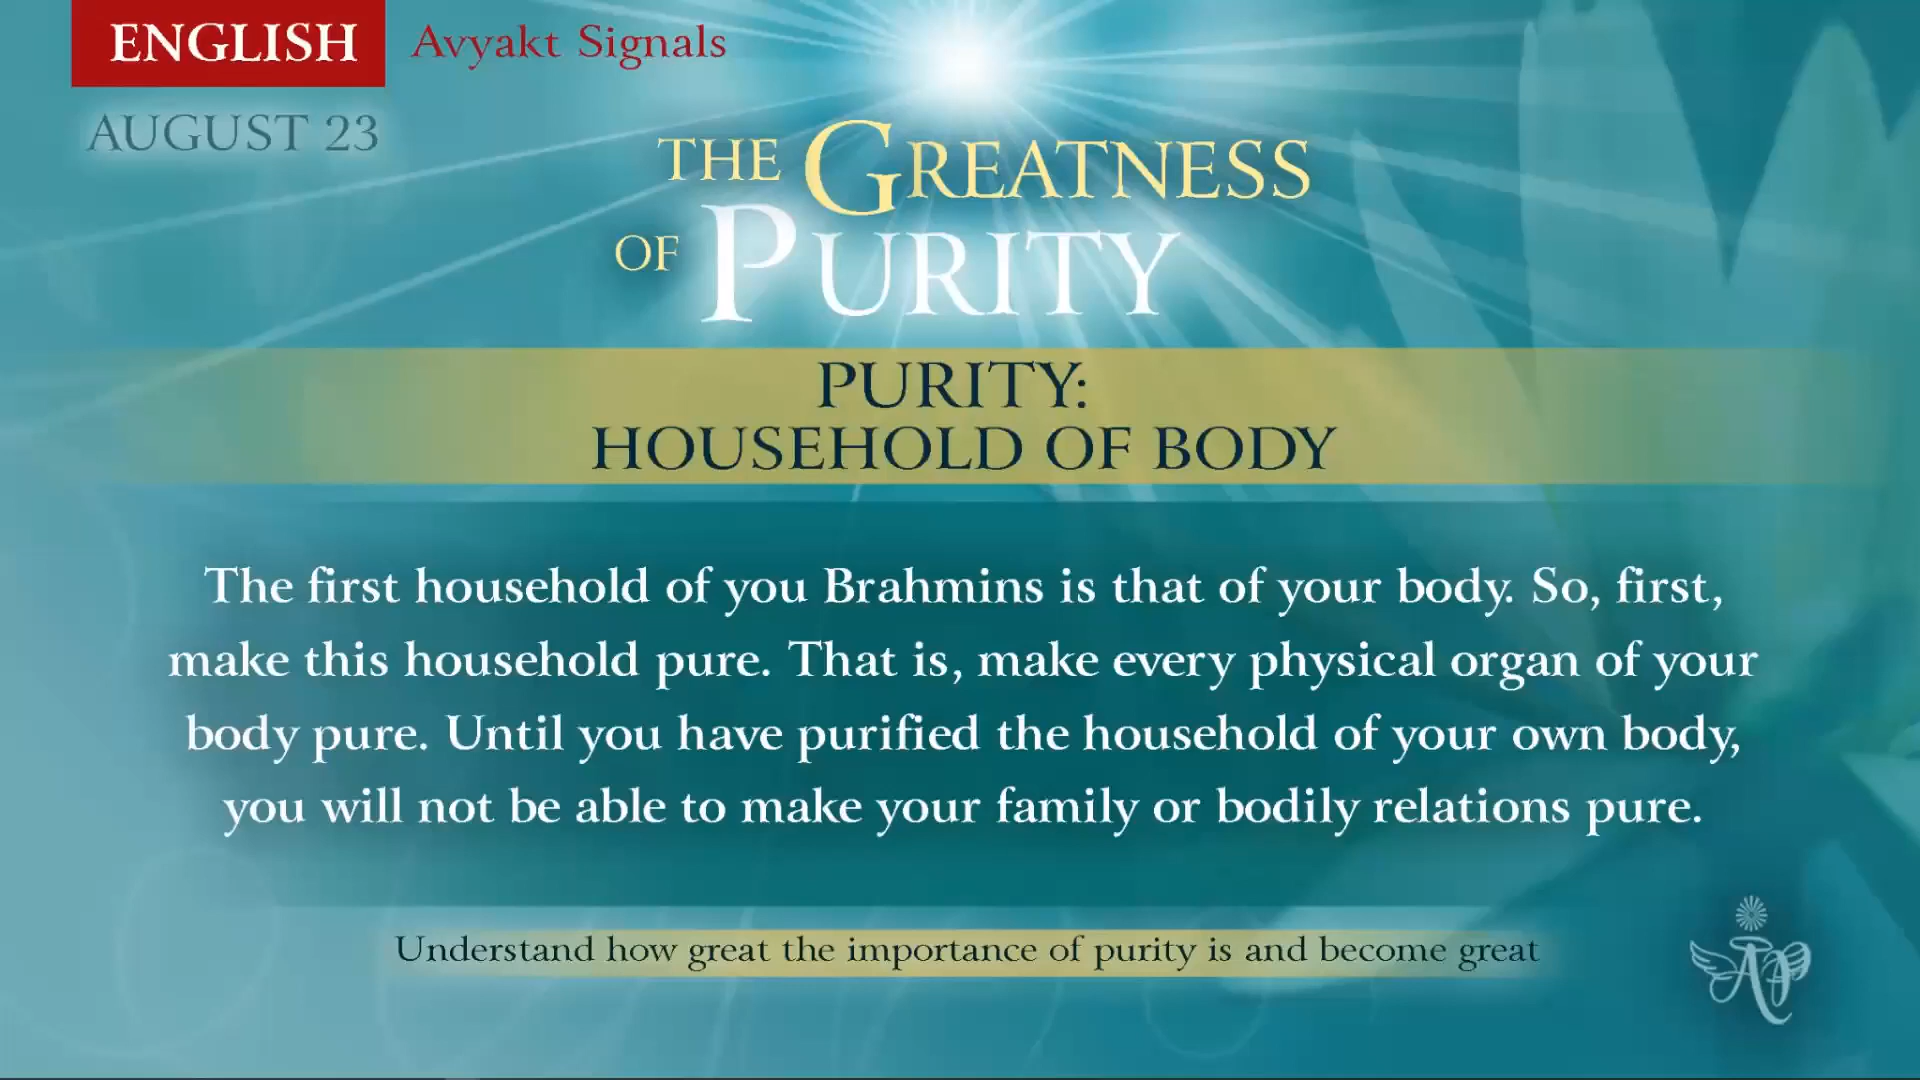 ENGLISH Avyakt Signals
AUGUST 23
THE GREATNESS
OF PURITY
PURITY:
HOUSEHOLD OF BODY
The first household of you Brahmins is that of your body. So, first,
make this household pure. That is, make every physical organ of your
body pure. Until you have purified the household of your own body,
you will not be able to make your family or bodily relations pure.
Understand how great the importance of purity is and become great
AP